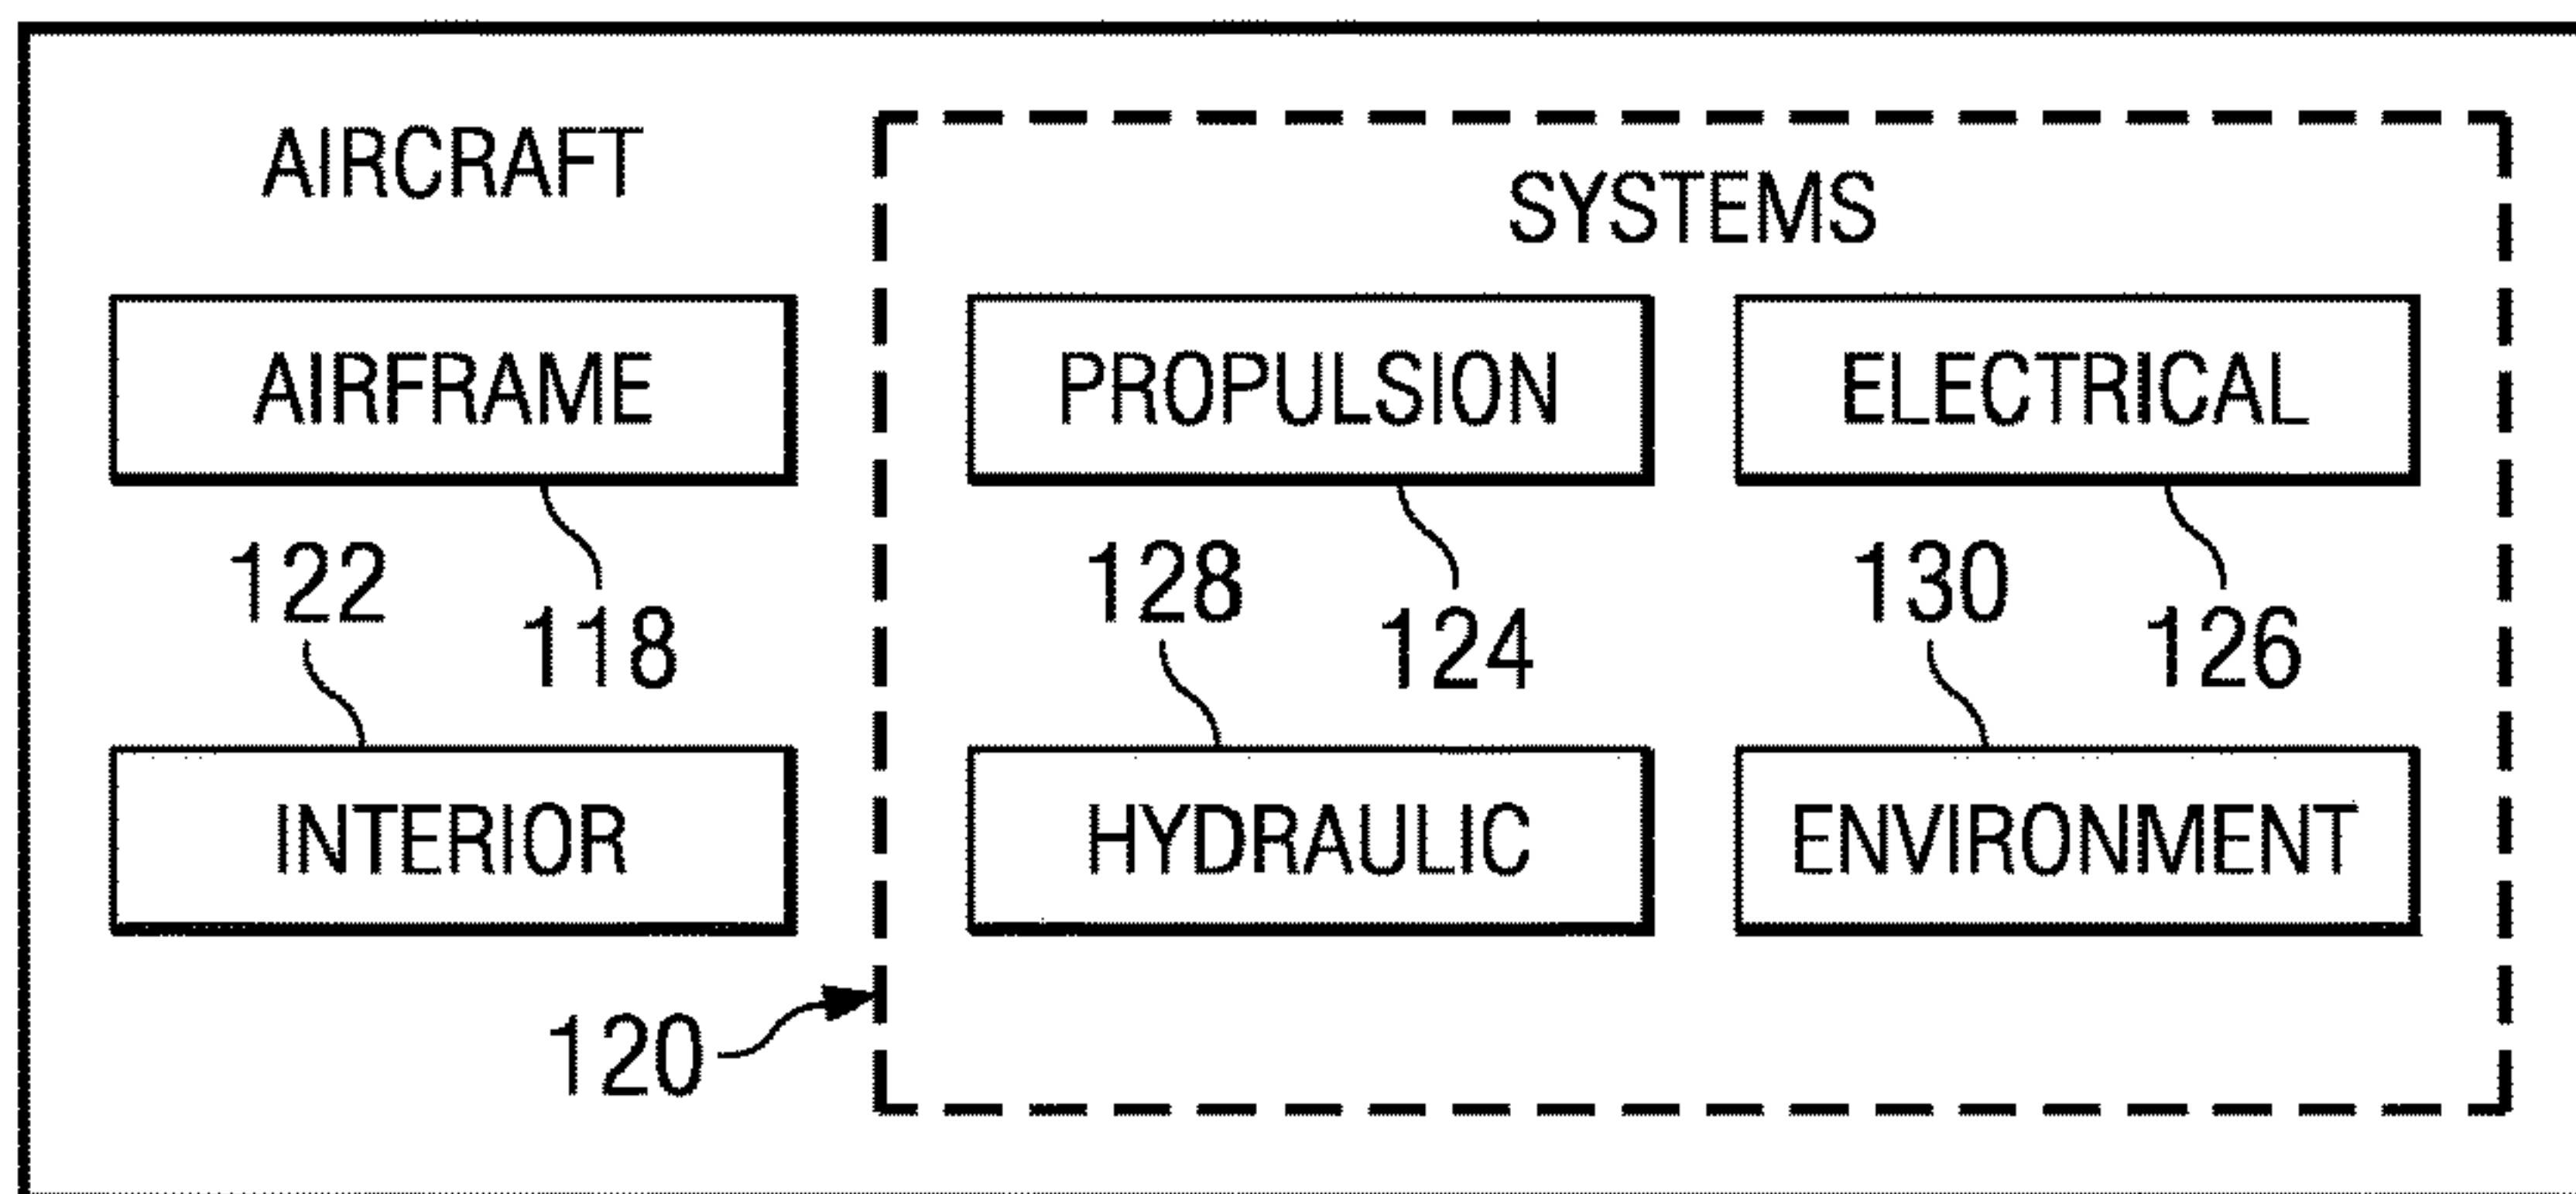 AIRCRAFT
SYSTEMS
AIRFRAME
PROPULSION
ELECTRICAL
122
118
128
124
130
126
INTERIOR
HYDRAULIC
ENVIRONMENT
120